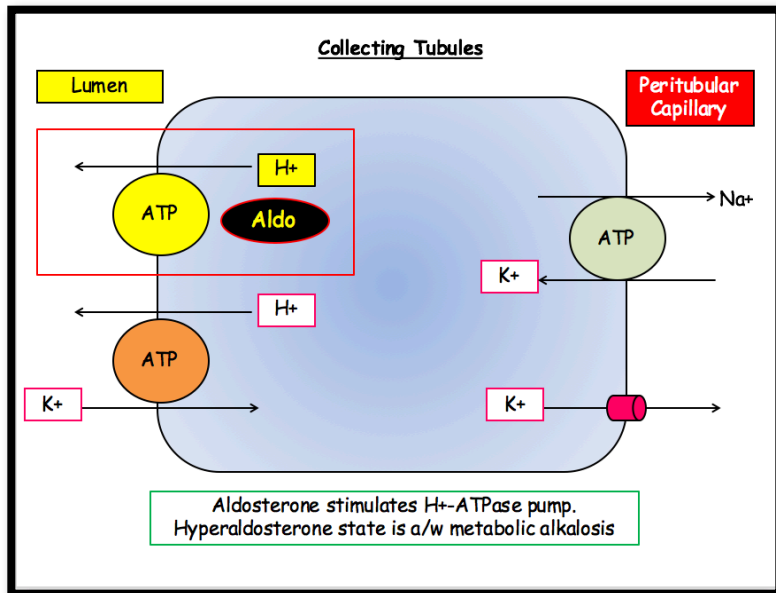 Collecting Tubules
Lumen
Peritubular
Capillary
H+
ATP
Aldo
Na+
ATP
K+
H+
ATP
K+
K+
Aldosterone stimulates H+-ATPase pump.
Hyperaldosterone state is a/w metabolic alkalosis